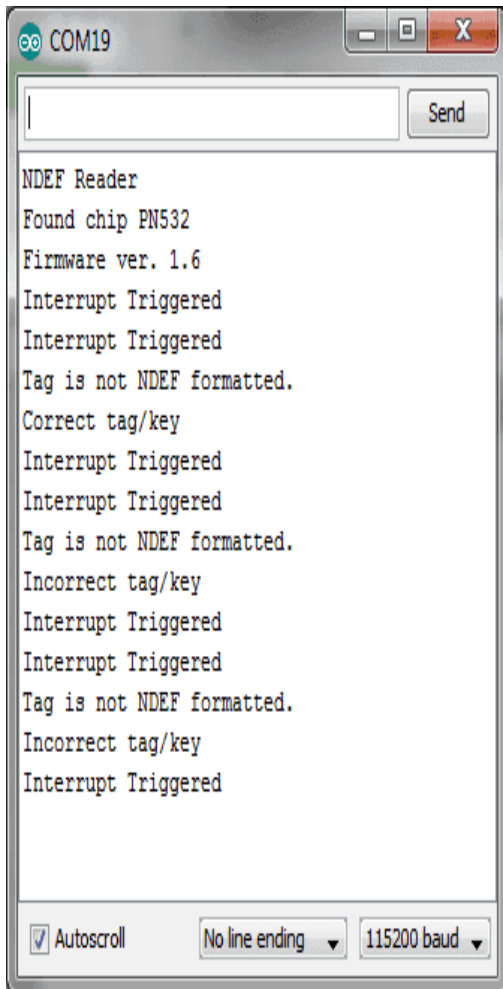 COM19
Send
NDEF Reader
Found chip PN532
Firmware ver. 1.6
Interrupt Triggered
Interrupt Triggered
Tag is not NDEF formatted.
Correct tag/key
Interrupt Triggered
Interrupt Triggered
Tag is not NDEF formatted.
Incorrect tag/key
Interrupt Triggered
Interrupt Triggered
Tag is not NDEF formatted.
Incorrect tag/key
Interrupt Triggered
Autoscroll No line ending 115200 baud